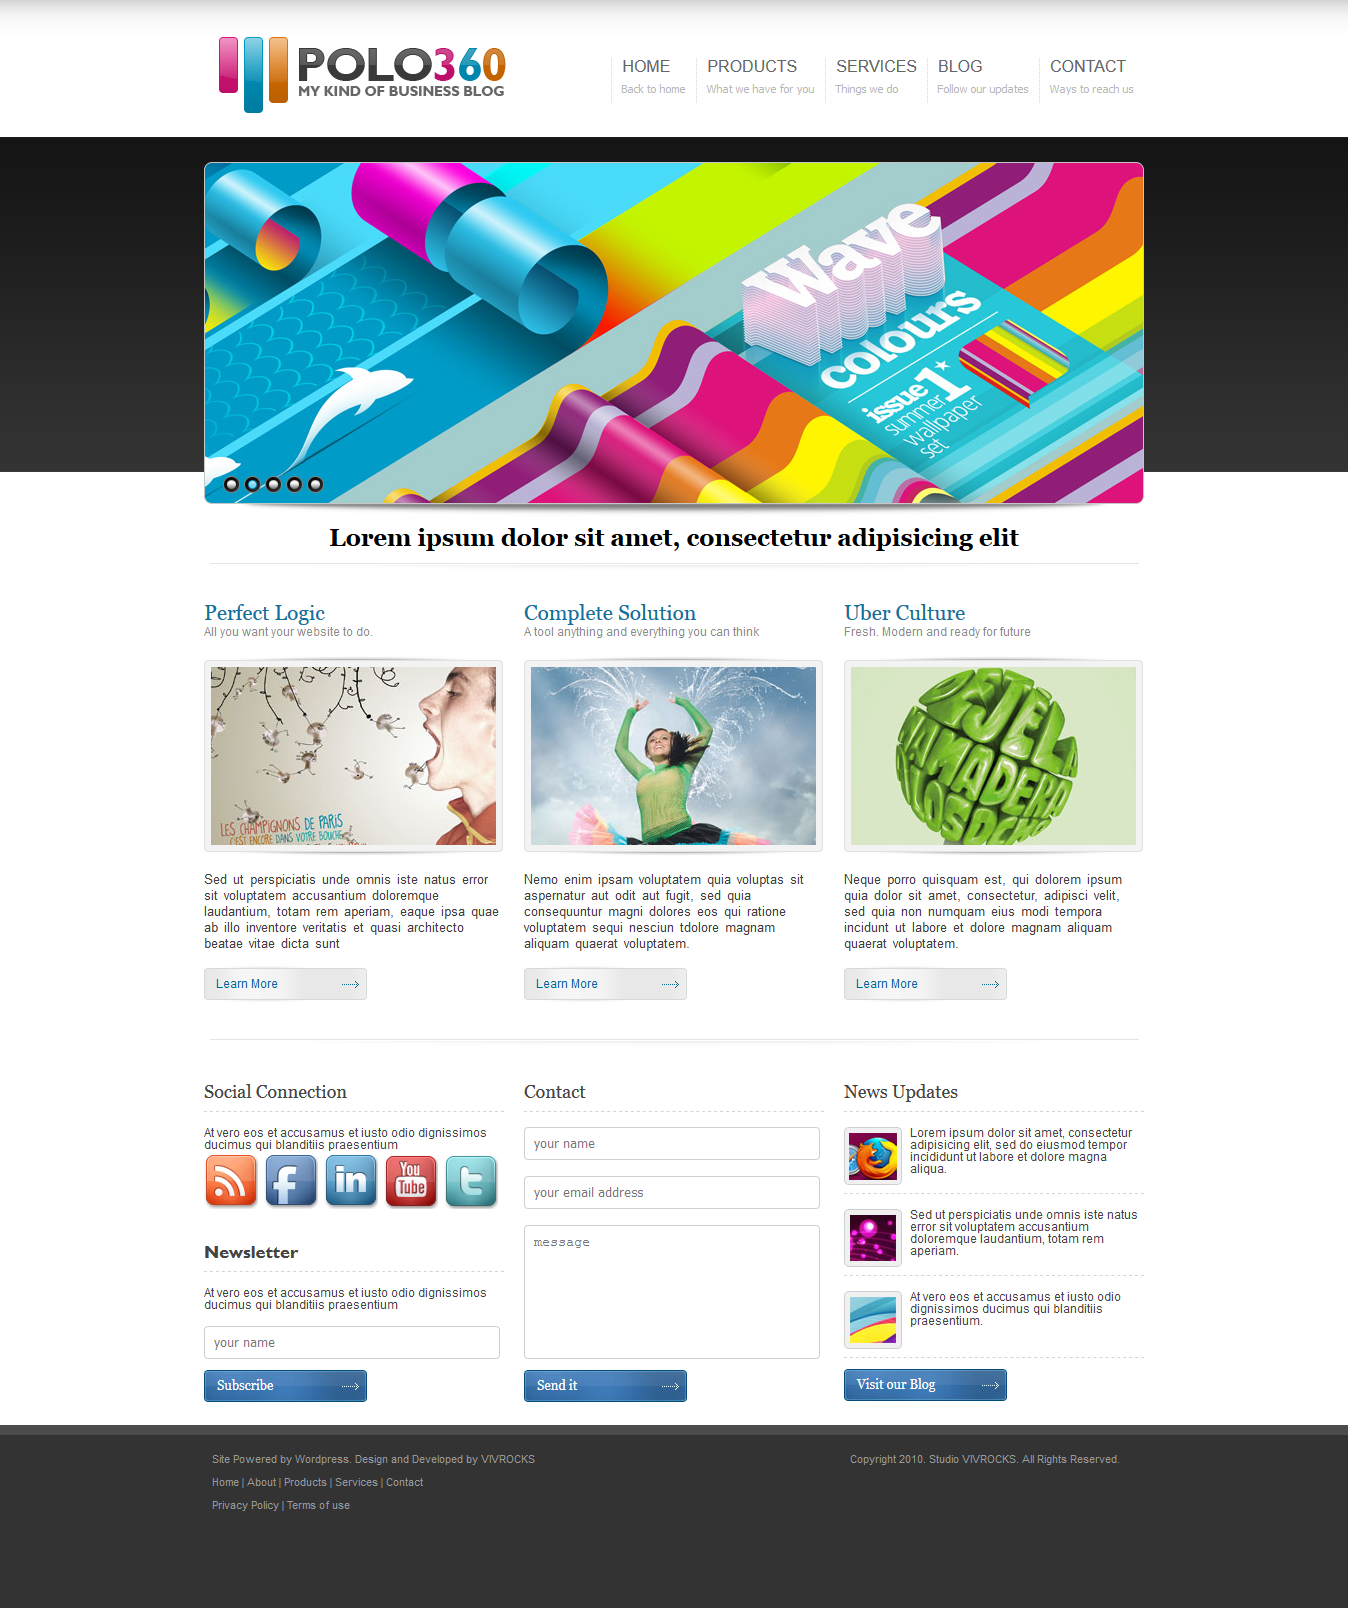 POLO360
MY KIND OF BUSINESS BLOG
HOME
Back to home
PRODUCTS
What we have for you
SERVICES
Things we do
BLOG
Follow our updates
CONTACT
Ways to reach us
Wave
colours
issue 1
summer
wallpaper
set
Lorem ipsum dolor sit amet, consectetur adipisicing elit
Perfect Logic
All you want your website to do.
LES CHAMPIGNONS DE PARIS
C'EST ENCORE DANS VOTRE BOUCHE
Sed ut perspiciatis unde omnis iste natus error
sit voluptatem accusantium doloremque
laudantium, totam rem aperiam, eaque ipsa quae
ab illo inventore veritatis et quasi architecto
beatae vitae dicta sunt
Learn More
Complete Solution
A tool anything and everything you can think
Nemo enim ipsam voluptatem quia voluptas sit
aspernatur aut odit aut fugit, sed quia
consequuntur magni dolores eos qui ratione
voluptatem sequi nesciun tdolore magnam
aliquam quaerat voluptatem.
Learn More
Uber Culture
Fresh. Modern and ready for future
Neque porro quisquam est, qui dolorem ipsum
quia dolor sit amet, consectetur, adipisci velit,
sed quia non numquam eius modi tempora
incidunt ut labore et dolore magnam aliquam
quaerat voluptatem.
Learn More
Social Connection
At vero eos et accusamus et iusto odio dignissimos
ducimus qui blanditiis praesentium
f
in
You
Tube
t
Newsletter
At vero eos et accusamus et iusto odio dignissimos
ducimus qui blanditiis praesentium
your name
Subscribe
Contact
your name
your email address
message
Send it
News Updates
Lorem ipsum dolor sit amet, consectetur
adipisicing elit, sed do eiusmod tempor
incididunt ut labore et dolore magna
aliqua.
Sed ut perspiciatis unde omnis iste natus
error sit voluptatem accusantium
doloremque laudantium, totam rem
aperiam.
At vero eos et accusamus et iusto odio
dignissimos ducimus qui blanditiis
praesentium.
Visit our Blog
Site Powered by Wordpress. Design and Developed by VIVROCKS
Home | About | Products | Services | Contact
Privacy Policy | Terms of use
Copyright 2010. Studio VIVROCKS. All Rights Reserved.